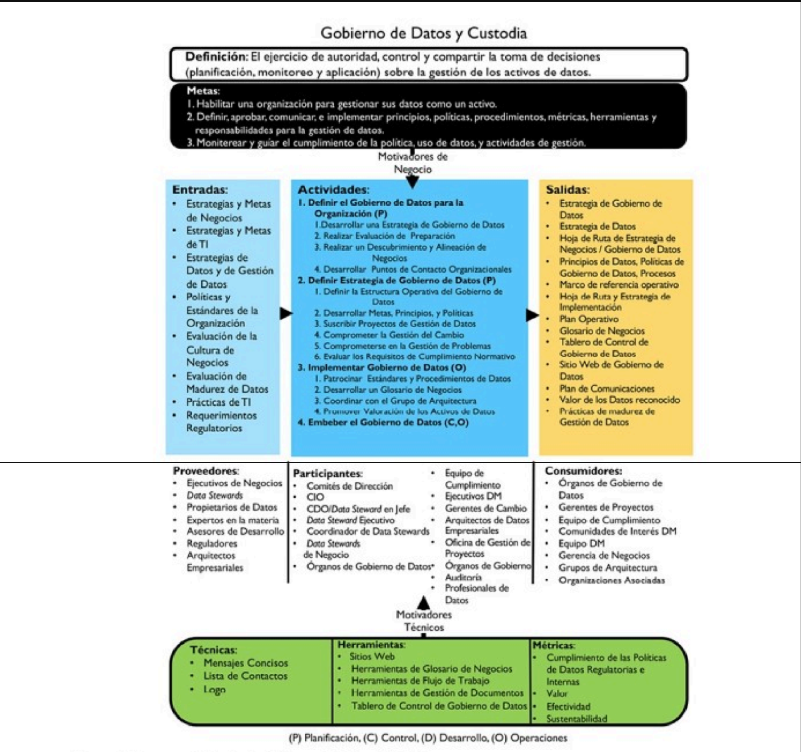 Gobierno de Datos y Custodia
Definición: El ejercicio de autoridad, control y compartir la toma de decisiones
(planificación, monitoreo y aplicación) sobre la gestión de los activos de datos.
Metas:
1. Habilitar una organización para gestionar sus datos como un activo.
2. Definir, aprobar, comunicar, e implementar principios, políticas, procedimientos, métricas, herramientas y
responsabilidades para la gestión de datos.
3. Moniterear y guíar el cumplimiento de la política, uso de datos, y actividades de gestión.
Motivadores de
Negocio
Entradas:
• Estrategias y Metas
de Negocios
• Estrategias y Metas
de TI
• Estrategias de
Datos y de Gestión
de Datos
• Políticas y
Estándares de la
Organización
• Evaluación de la
Cultura de
Negocios
• Evaluación de
Madurez de Datos
• Prácticas de TI
• Requerimientos
Regulatorios
Actividades:
1. Definir el Gobierno de Datos para la
Organización (P)
1.Desarrollar una Estrategia de Gobierno de Datos
2. Realizar Evaluación de Preparación
3. Realizar un Descubrimiento y Alineación de
Negocios
4. Desarrollar Puntos de Contacto Organizacionales
2. Definir Estrategia de Gobierno de Datos (P)
1. Definir la Estructura Operativa del Gobierno de
Datos
2. Desarrollar Metas, Principios, y Políticas
3. Suscribir Proyectos de Gestión de Datos
4. Comprometer la Gestión del Cambio
5. Comprometerse en la Gestión de Problemas
6. Evaluar los Requisitos de Cumplimiento Normativo
3. Implementar Gobierno de Datos (O)
1. Patrocinar Estándares y Procedimientos de Datos
2. Desarrollar un Glosario de Negocios
3. Coordinar con el Grupo de Arquitectura
4. Promover Valoración de los Activos de Datos
4. Embeber el Gobierno de Datos (C,O)
Salidas:
• Estrategia de Gobierno de
Datos
• Estrategia de Datos
• Hoja de Ruta de Estrategia de
Negocios / Gobierno de Datos
• Principios de Datos, Políticas de
Gobierno de Datos, Procesos
• Marco de referencia operativo
• Hoja de Ruta y Estrategia de
Implementación
• Plan Operativo
• Glosario de Negocios
• Tablero de Control de
Gobierno de Datos
• Sitio Web de Gobierno de
Datos
• Plan de Comunicaciones
• Valor de los Datos reconocido
• Prácticas de madurez de
Gestión de Datos
Proveedores:
• Ejecutivos de Negocios
• Data Stewards
• Propietarios de Datos
• Expertos en la materia
• Asesores de Desarrollo
• Reguladores
• Arquitectos
Empresariales
Participantes:
• Comités de Dirección
• CIO
• CDO/Data Steward en Jefe
• Data Steward Ejecutivo
• Coordinador de Data Stewards
• Data Stewards
de Negocio
• Órganos de Gobierno de Datos
• Equipo de
Cumplimiento
• Ejecutivos DM
• Gerentes de Cambio
• Arquitectos de Datos
Empresariales
• Oficina de Gestión de
Proyectos
• Órganos de Gobierno
• Auditoría
• Profesionales de
Datos
Consumidores:
• Órganos de Gobierno de
Datos
• Gerentes de Proyectos
• Equipo de Cumplimiento
• Comunidades de Interés DM
• Equipo DM
• Gerencia de Negocios
• Grupos de Arquitectura
• Organizaciones Asociadas
Motivadores
Técnicos
Técnicas:
• Mensajes Concisos
• Lista de Contactos
• Logo
Herramientas:
• Sitios Web
• Herramientas de Glosario de Negocios
• Herramientas de Flujo de Trabajo
• Herramientas de Gestión de Documentos
• Tablero de Control de Gobierno de Datos
Métricas:
• Cumplimiento de las Políticas
de Datos Regulatorias e
Internas
• Valor
• Efectividad
• Sustentabilidad
(P) Planificación, (C) Control, (D) Desarrollo, (O) Operaciones